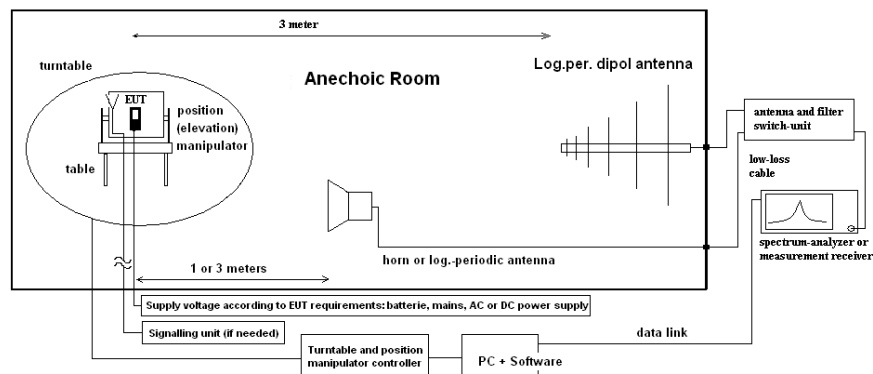 3 meter
turntable
Anechoic Room
Log.per. dipol antenna
EUT
position
(elevation)
manipulator
table
antenna and filter
switch-unit
low-loss
cable
spectrum-analyzer or
measurement receiver
horn or log.-periodic antenna
1 or 3 meters
Supply voltage according to EUT requirements: batterie, mains, AC or DC power supply
Signalling unit (if needed)
data link
Turntable and position
manipulator controller
PC + Software